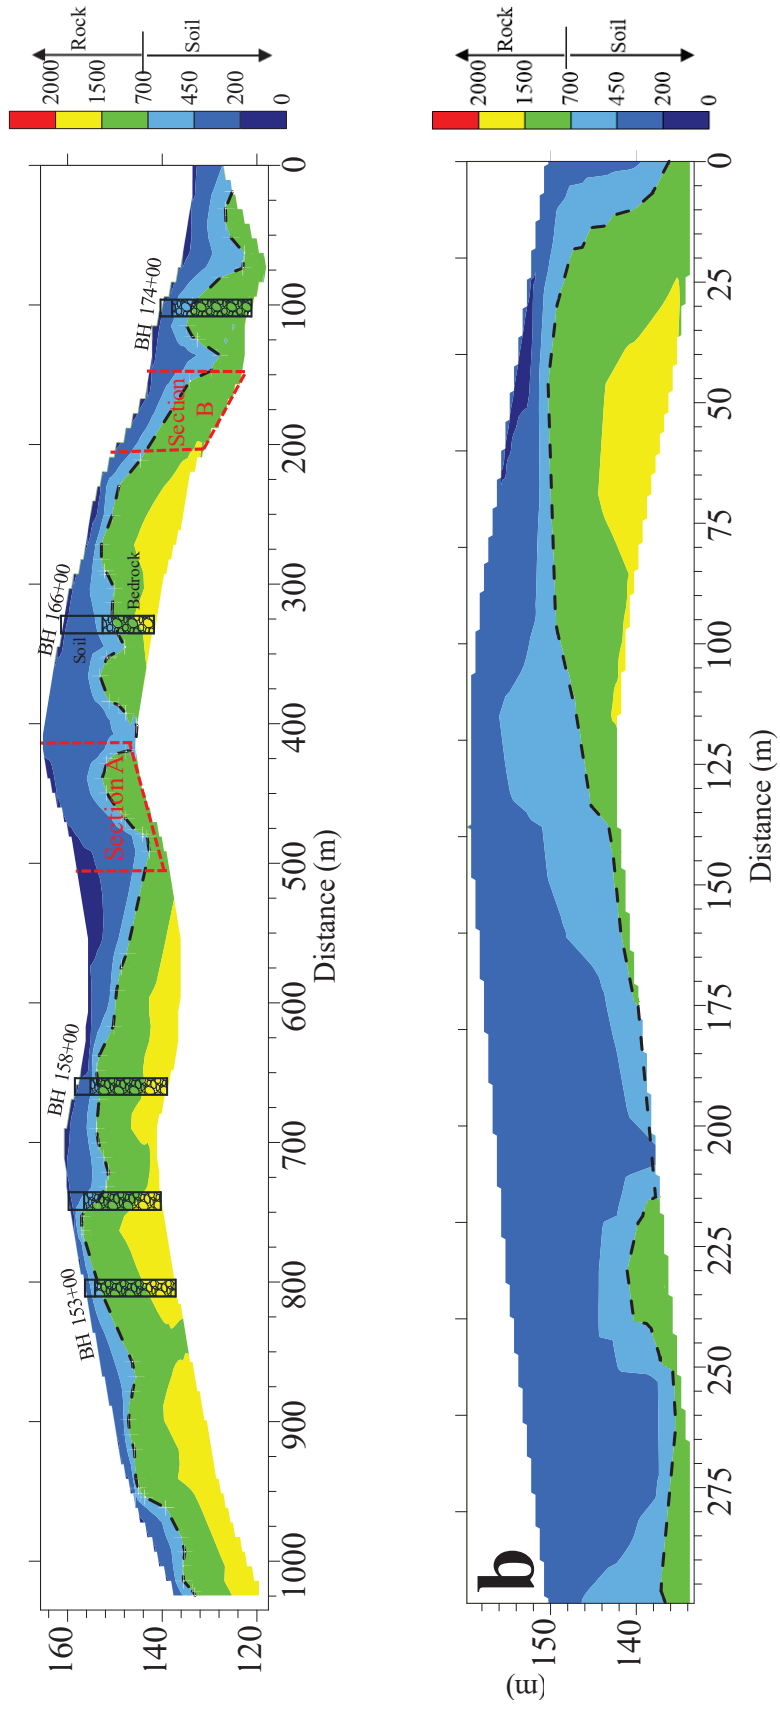 Rock
Soil
2000
1500
700
450
200
0
BH 153+00
BH 158+00
BH 166+00
BH 174+00
Soil
Bedrock
Section A
Section
B
160
140
120
1000
900
800
700
600
500
400
300
200
100
0
Distance (m)
Rock
Soil
2000
1500
700
450
200
0
b
150
140
(m)
275
250
225
200
175
150
125
100
75
50
25
0
Distance (m)